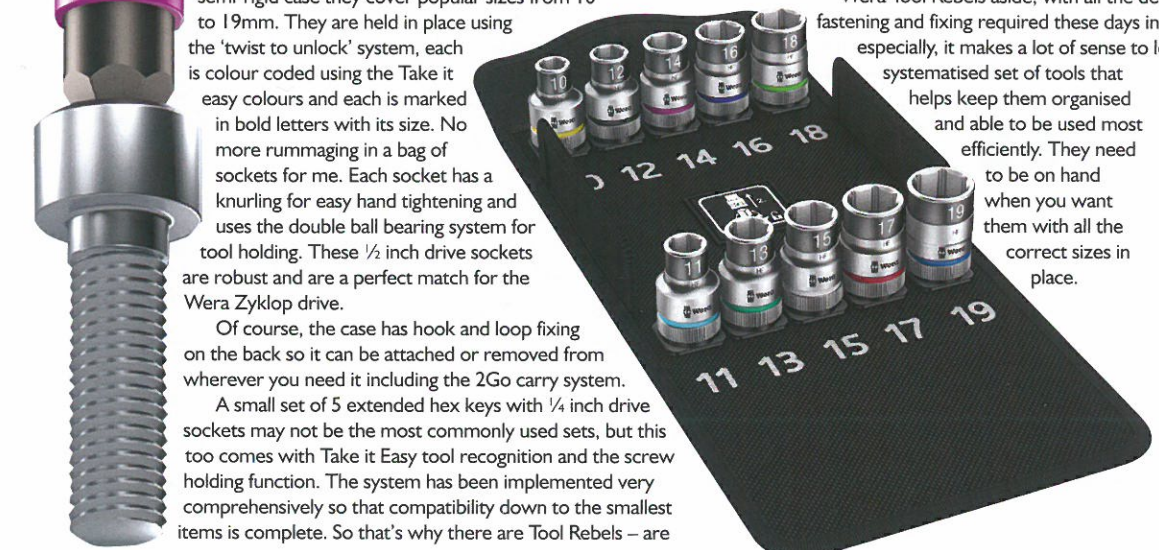 semi-rigid case they cover popular sizes from 10
to 19mm. They are held in place using
the ‘twist to unlock’ system, each
is colour coded using the Take it
easy colours and each is marked
in bold letters with its size. No
more rummaging in a bag of
sockets for me. Each socket has a
knurling for easy hand tightening and
uses the double ball bearing system for
tool holding. These ½ inch drive sockets
are robust and are a perfect match for the
Wera Zyklop drive.
Of course, the case has hook and loop fixing
on the back so it can be attached or removed from
wherever you need it including the 2Go carry system.
A small set of 5 extended hex keys with ¼ inch drive
sockets may not be the most commonly used sets, but this
too comes with Take it Easy tool recognition and the screw
holding function. The system has been implemented very
comprehensively so that compatibility down to the smallest
items is complete. So that’s why there are Tool Rebels – are
10 12 14 16 18
12 14 16 18
11 13 15 17 19
11 13 15 17 19
Wera Tool Rebels aside, with all the
fastening and fixing required these days in
especially, it makes a lot of sense to
systematised set of tools that
helps keep them organised
and able to be used most
efficiently. They need
to be on hand
when you want
them with all the
correct sizes in
place.